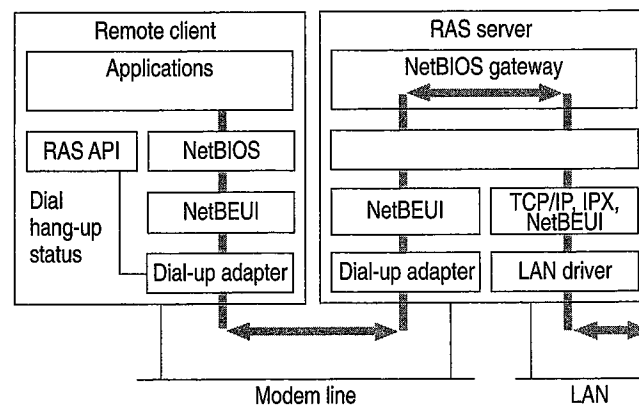 Remote client
Applications
RAS API
NetBIOS
Dial
hang-up
status
NetBEUI
Dial-up adapter
RAS server
NetBIOS gateway
NetBEUI
TCP/IP, IPX,
NetBEUI
Dial-up adapter
LAN driver
Modem line
LAN